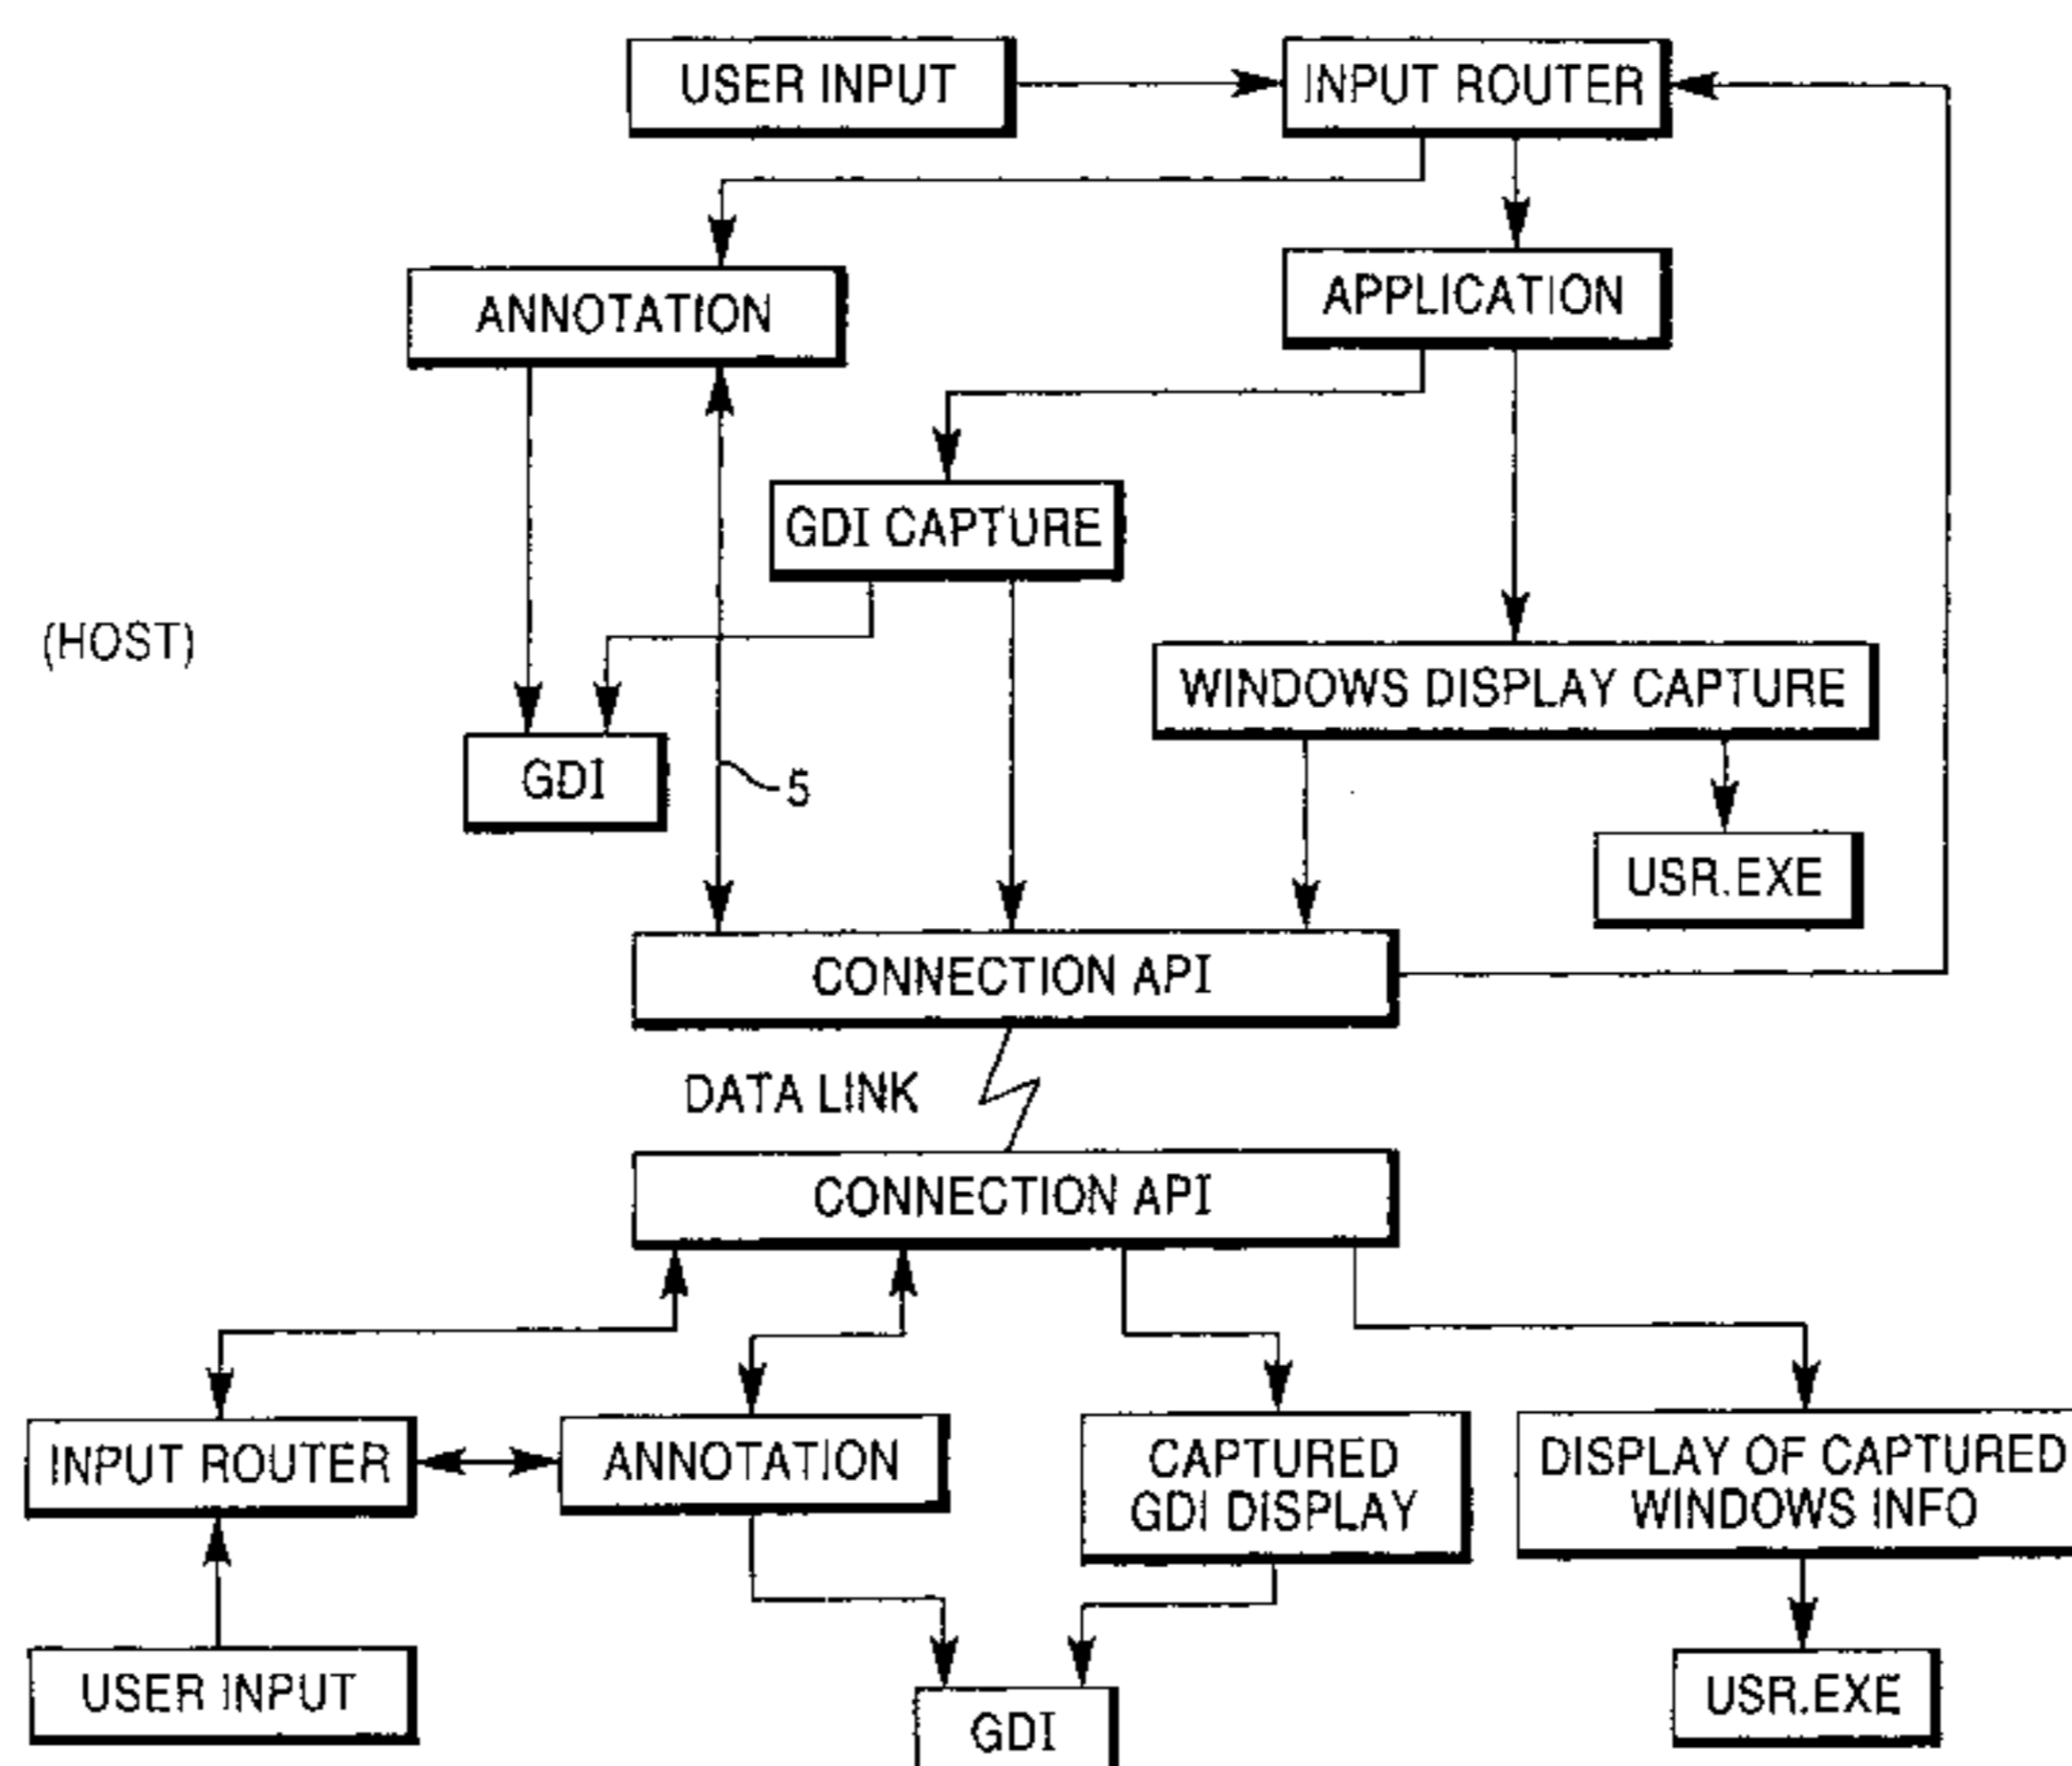 USER INPUT
INPUT ROUTER
ANNOTATION
APPLICATION
GDI CAPTURE
(HOST)
WINDOWS DISPLAY CAPTURE
GDI
5
USR.EXE
CONNECTION API
DATA LINK
CONNECTION API
INPUT ROUTER
ANNOTATION
CAPTURED
GDI DISPLAY
DISPLAY OF CAPTURED
WINDOWS INFO
USER INPUT
GDI
USR.EXE